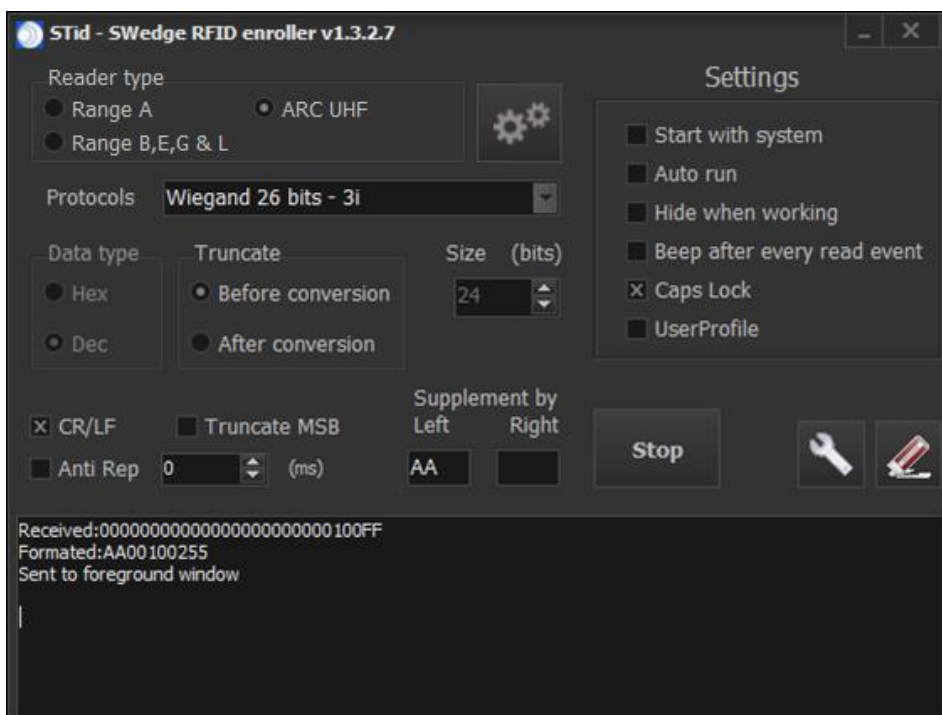 STid - SWedge RFID enroller v1.3.2.7
Reader type
Range A
ARC UHF
Range B,E,G & L
Protocols
Wiegand 26 bits - 3i
Data type
Hex
Dec
Truncate
Before conversion
After conversion
Size (bits)
24
CR/LF
Truncate MSB
Anti Rep
0
(ms)
Supplement by
Left
Right
AA
Settings
Start with system
Auto run
Hide when working
Beep after every read event
Caps Lock
UserProfile
Stop
Received:00000000000000000000000000100FF
Formated:AA00100255
Sent to foreground window